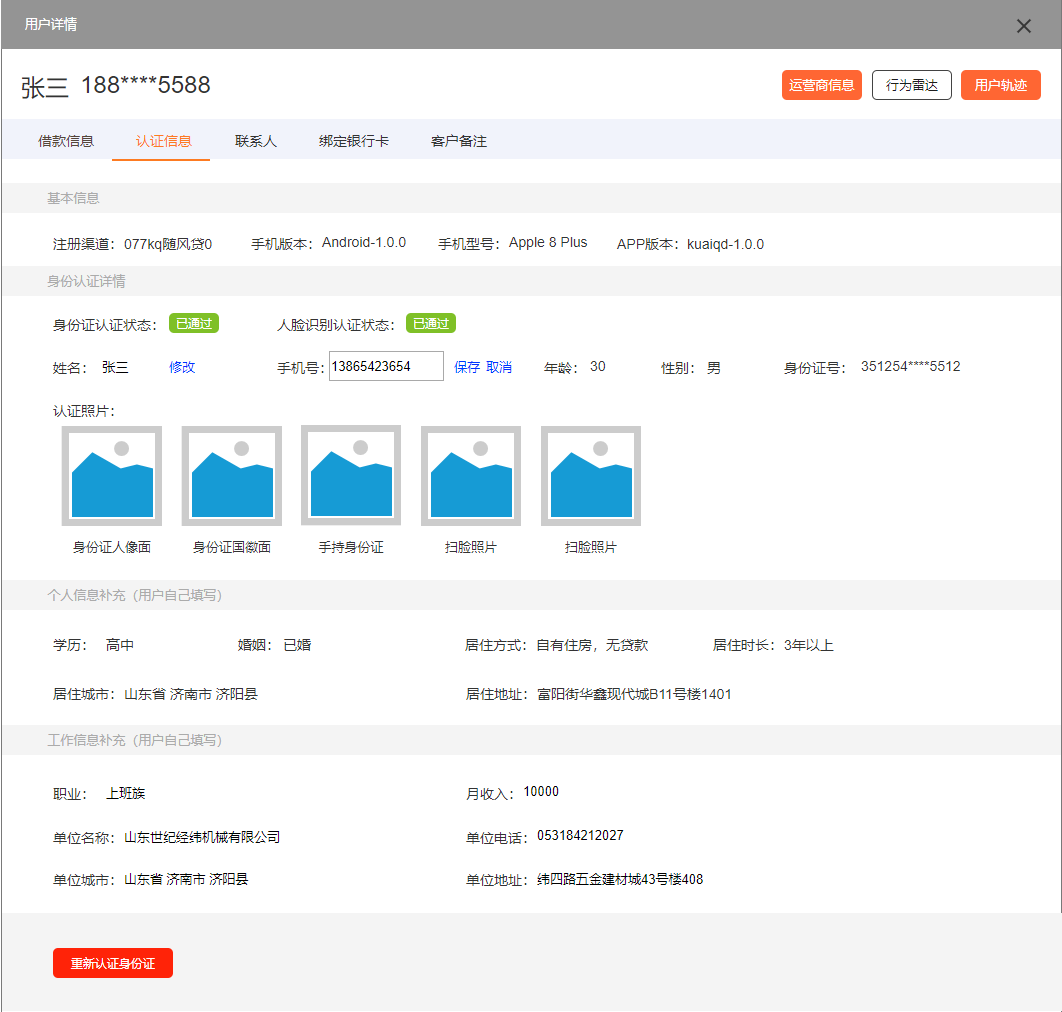 用户详情
张三 188****5588 运营商信息 行为雷达 用户轨迹
借款信息 认证信息 联系人 绑定银行卡 客户备注
基本信息
注册渠道：077kq随风贷0 手机版本：Android-1.0.0 手机型号：Apple 8 Plus APP版本：kuaiqd-1.0.0
身份认证详情
身份证认证状态：已通过 人脸识别认证状态：已通过
姓名：张三 修改 手机号：13865423654 保存 取消 年龄：30 性别：男 身份证号：351254****5512
认证照片：
身份证人像面 身份证国徽面 手持身份证 扫脸照片 扫脸照片
个人信息补充（用户自己填写）
学历：高中 婚姻：已婚 居住方式：自有住房，无贷款 居住时长：3年以上
居住城市：山东省 济南市 济阳县 居住地址：富阳街华鑫现代城B11号楼1401
工作信息补充（用户自己填写）
职业：上班族 月收入：10000
单位名称：山东世纪经纬机械有限公司 单位电话：053184212027
单位城市：山东省 济南市 济阳县 单位地址：纬四路五金建材城43号楼408
重新认证身份证